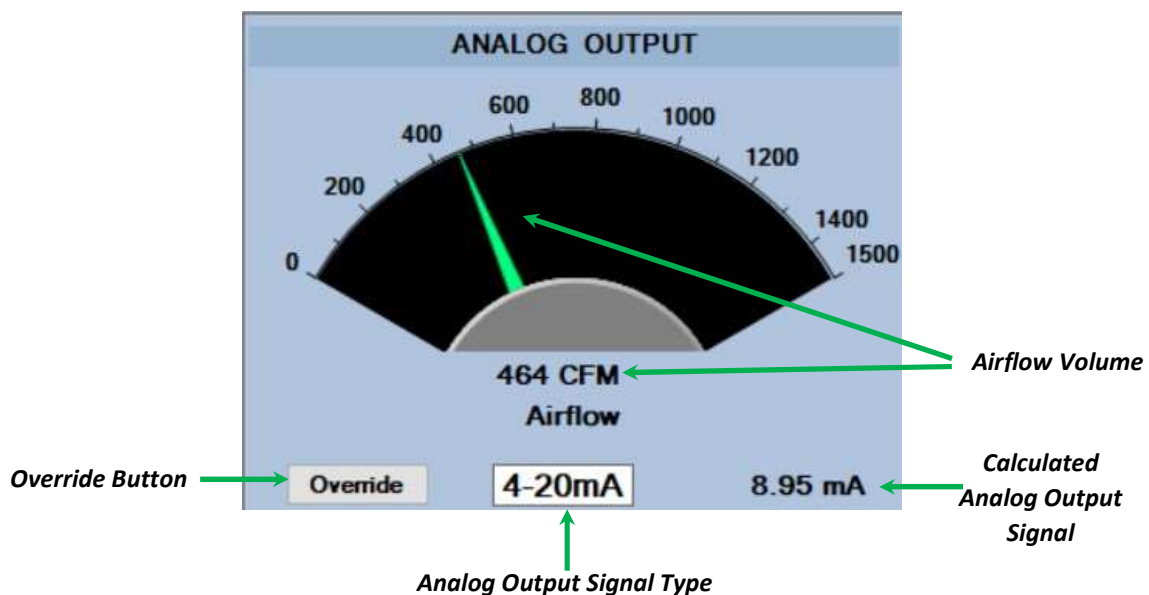 ANALOG OUTPUT
0
200
400
600
800
1000
1200
1400
1500
464 CFM
Airflow
Airflow Volume
Override Button
Override
4-20mA
8.95 mA
Calculated
Analog Output
Signal
Analog Output Signal Type